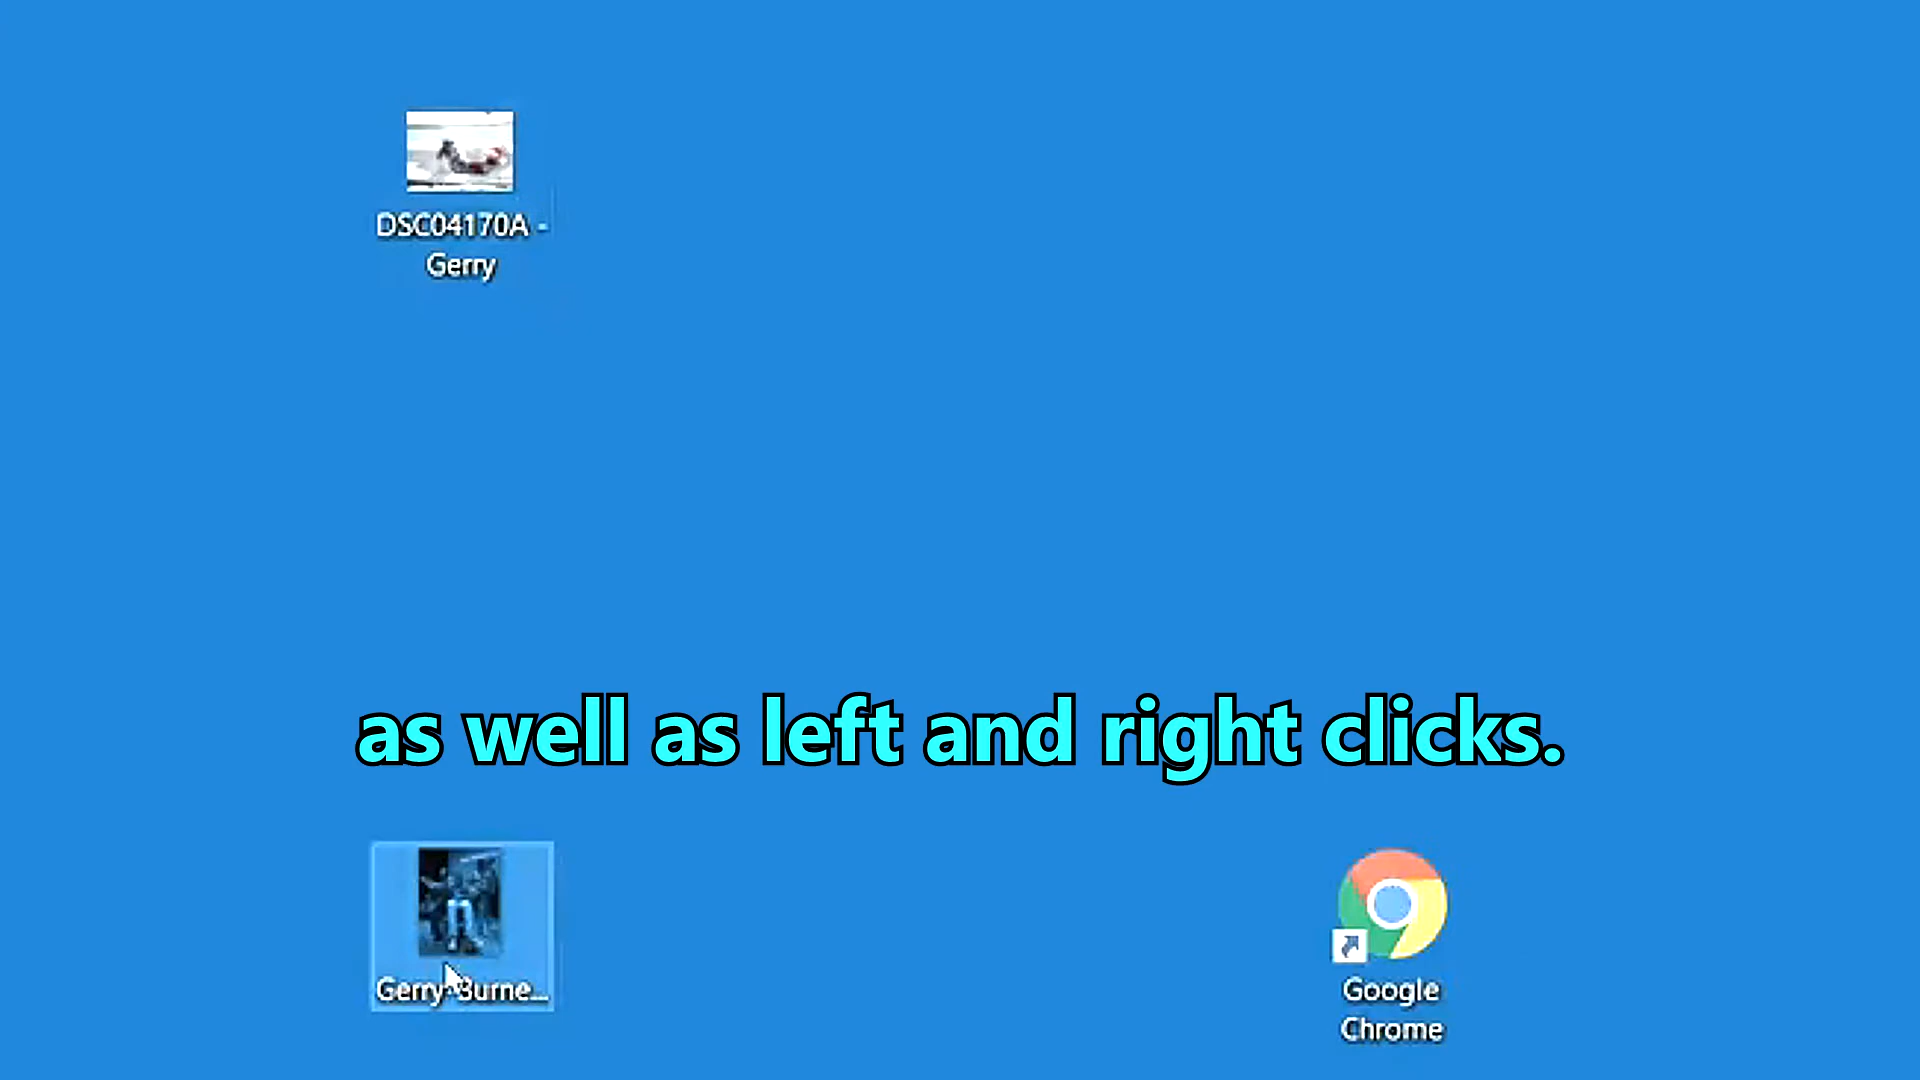 DSC04170A -
Gerry
as well as left and right clicks.
Gerry-Burne...
Google
Chrome